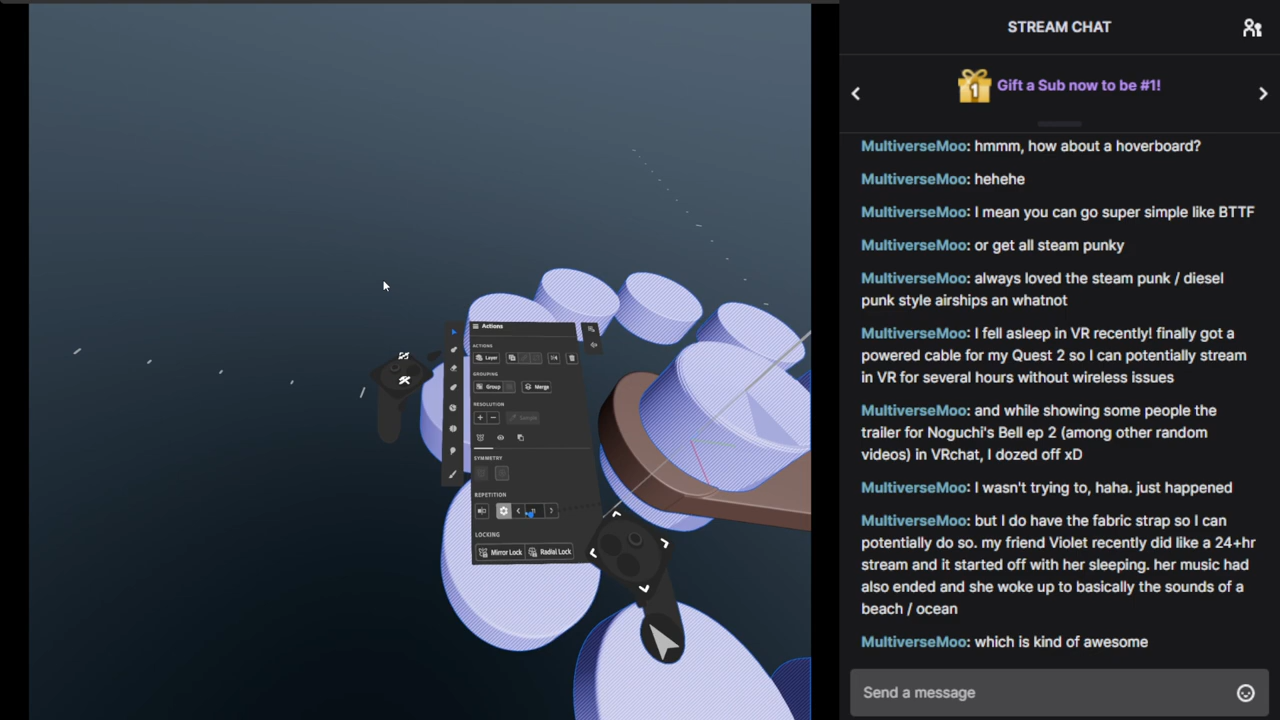 STREAM CHAT
1
Gift a Sub now to be #1!
MultiverseMoo: hmmm, how about a hoverboard?
MultiverseMoo: hehehe
MultiverseMoo: I mean you can go super simple like BTTF
MultiverseMoo: or get all steam punky
MultiverseMoo: always loved the steam punk / diesel
punk style airships an whatnot
MultiverseMoo: I fell asleep in VR recently! finally got a
powered cable for my Quest 2 so I can potentially stream
in VR for several hours without wireless issues
MultiverseMoo: and while showing some people the
trailer for Noguchi's Bell ep 2 (among other random
videos) in VRchat, I dozed off xD
MultiverseMoo: I wasn't trying to, haha. just happened
MultiverseMoo: but I do have the fabric strap so I can
potentially do so. my friend Violet recently did like a 24+hr
stream and it started off with her sleeping. her music had
also ended and she woke up to basically the sounds of a
beach / ocean
MultiverseMoo: which is kind of awesome
Send a message
Actions
ACTIONS
Layer
GROUPING
Group
Merge
RESOLUTION
SYMMETRY
REPETITION
LOCKING
Mirror Lock
Radial Lock